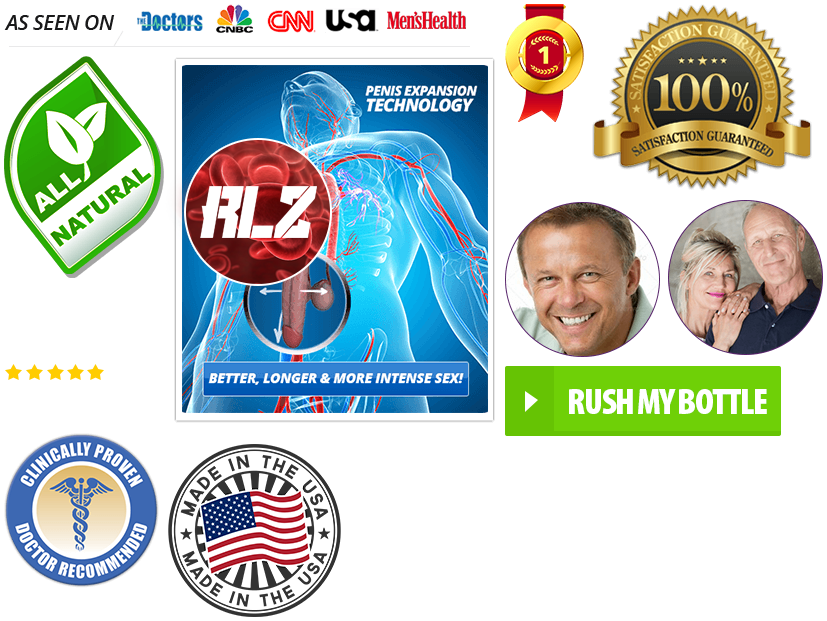 AS SEEN ON
THE Doctors
CNBC
CNN
USA
Men'sHealth
1
SATISFACTION GUARANTEED
100%
SATISFACTION GUARANTEED
ALL
NATURAL
PENIS EXPANSION
TECHNOLOGY
RLZ
BETTER, LONGER & MORE INTENSE SEX!
RUSH MY BOTTLE
CLINICALLY PROVEN
DOCTOR RECOMMENDED
MADE IN THE USA
MADE IN THE USA